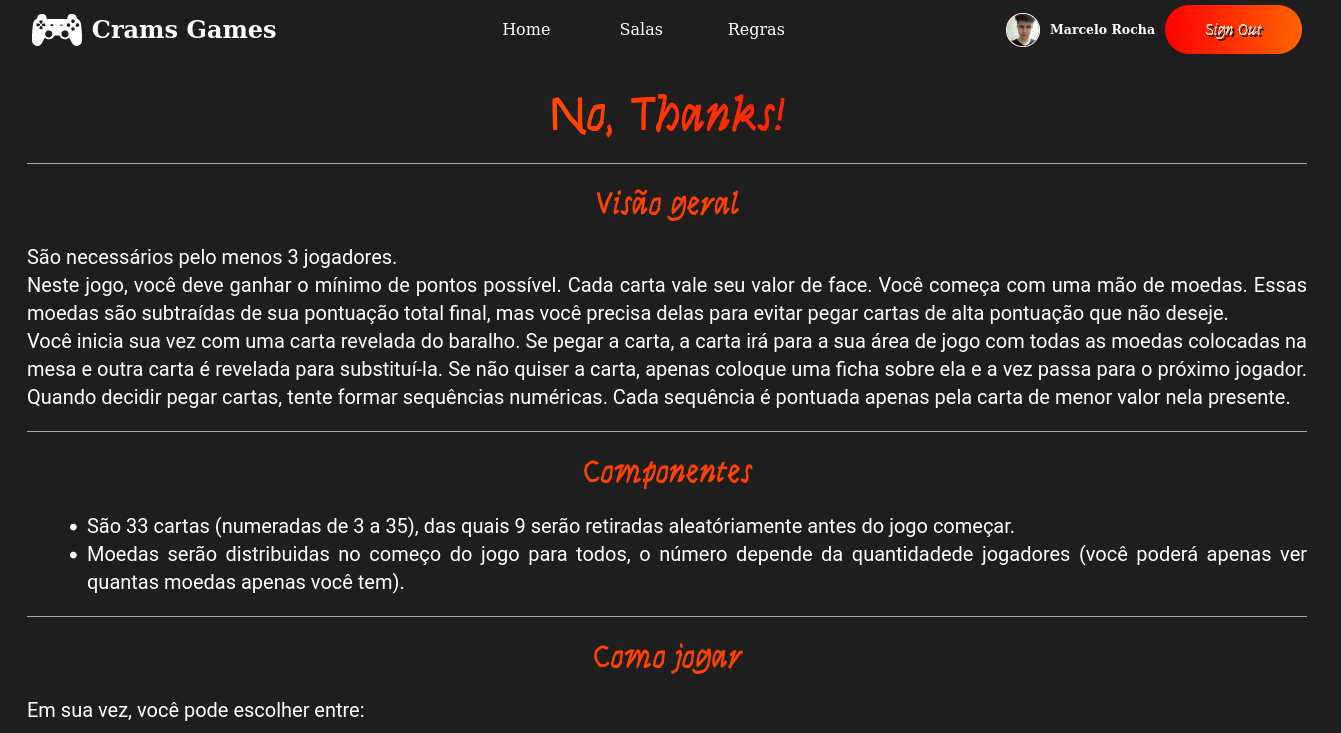 Crams Games
Home
Salas
Regras
Marcelo Rocha
Sign Out
No, Thanks!
Visão geral
São necessários pelo menos 3 jogadores.
Neste jogo, você deve ganhar o mínimo de pontos possível. Cada carta vale seu valor de face. Você começa com uma mão de moedas. Essas
moedas são subtraídas de sua pontuação total final, mas você precisa delas para evitar pegar cartas de alta pontuação que não deseje.
Você inicia sua vez com uma carta revelada do baralho. Se pegar a carta, a carta irá para a sua área de jogo com todas as moedas colocadas na
mesa e outra carta é revelada para substituí-la. Se não quiser a carta, apenas coloque uma ficha sobre ela e a vez passa para o próximo jogador.
Quando decidir pegar cartas, tente formar sequências numéricas. Cada sequência é pontuada apenas pela carta de menor valor nela presente.
Componentes
• São 33 cartas (numeradas de 3 a 35), das quais 9 serão retiradas aleatóriamente antes do jogo começar.
• Moedas serão distribuidas no começo do jogo para todos, o número depende da quantidadede jogadores (você poderá apenas ver
quantas moedas apenas você tem).
Como jogar
Em sua vez, você pode escolher entre: